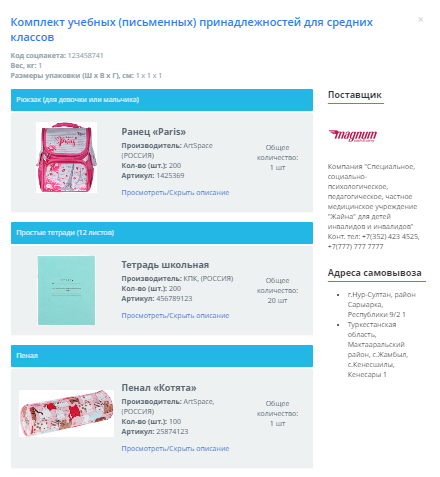 Комплект учебных (письменных) принадлежностей для средних
классов
×
Код соцпакета: 123458741
Вес, кг: 1
Размеры упаковки (Ш x В x Г), см: 1 x 1 x 1
Рюкзак (для девочки или мальчика)
Ранец «Paris»
Производитель: ArtSpace
(РОССИЯ)
Кол-во (шт.): 200
Артикул: 1425369
Просмотреть/Скрыть описание
Общее
количество:
1 шт
Простые тетради (12 листов)
Тетрадь школьная
Производитель: КПК, (РОССИЯ)
Кол-во (шт.): 200
Артикул: 456789123
Просмотреть/Скрыть описание
Общее
количество:
20 шт
Пенал
Пенал «Котята»
Производитель: ArtSpace,
(РОССИЯ)
Кол-во (шт.): 100
Артикул: 25874123
Просмотреть/Скрыть описание
Общее
количество:
1 шт
Поставщик
magnum
Компания "Специальное,
социально-
психологическое,
педагогическое, частное
медицинское учреждение
"Жайна" для детей
инвалидов и инвалидов"
Конт. тел: +7(352) 423 4525,
+7(777) 777 7777
Адреса самовывоза
г.Нур-Султан, район
Сарыарка,
Республики 9/2 1
Туркестанская
область,
Мактааральский
район, с.Жамбыл,
с.Кенесшилы,
Кенесары 1